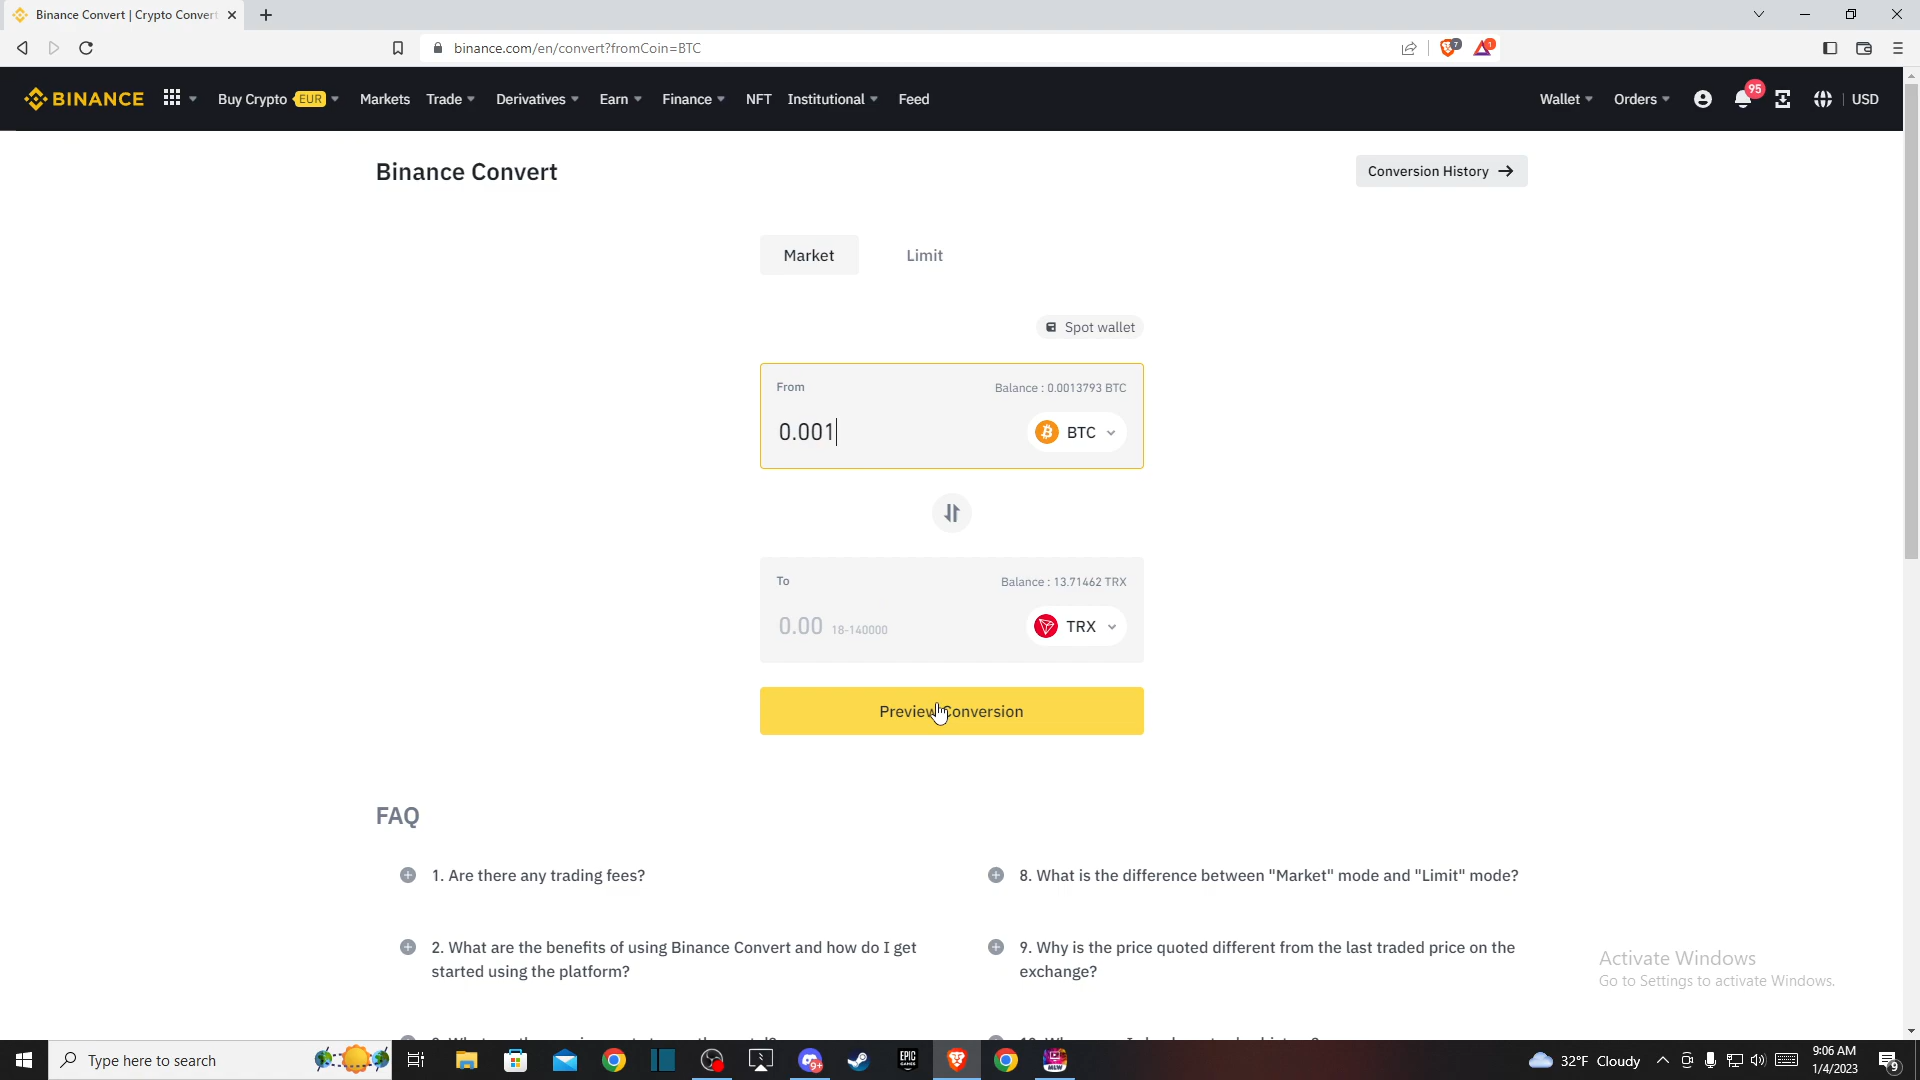 Binance Convert | Crypto Convert
binance.com/en/convert?fromCoin=BTC
7
1
BINANCE
Buy Crypto EUR
Markets
Trade
Derivatives
Earn
Finance
NFT
Institutional
Feed
Wallet
Orders
95
USD
Binance Convert
Conversion History
Market
Limit
Spot wallet
From
Balance : 0.0013793 BTC
0.001
BTC
To
Balance : 13.71462 TRX
0.00 18-140000
TRX
Preview Conversion
FAQ
1. Are there any trading fees?
8. What is the difference between "Market" mode and "Limit" mode?
2. What are the benefits of using Binance Convert and how do I get
started using the platform?
9. Why is the price quoted different from the last traded price on the
exchange?
Activate Windows
Go to Settings to activate Windows.
Type here to search
9+
EPIC
GAMES
32°F Cloudy
9:06 AM
1/4/2023
9